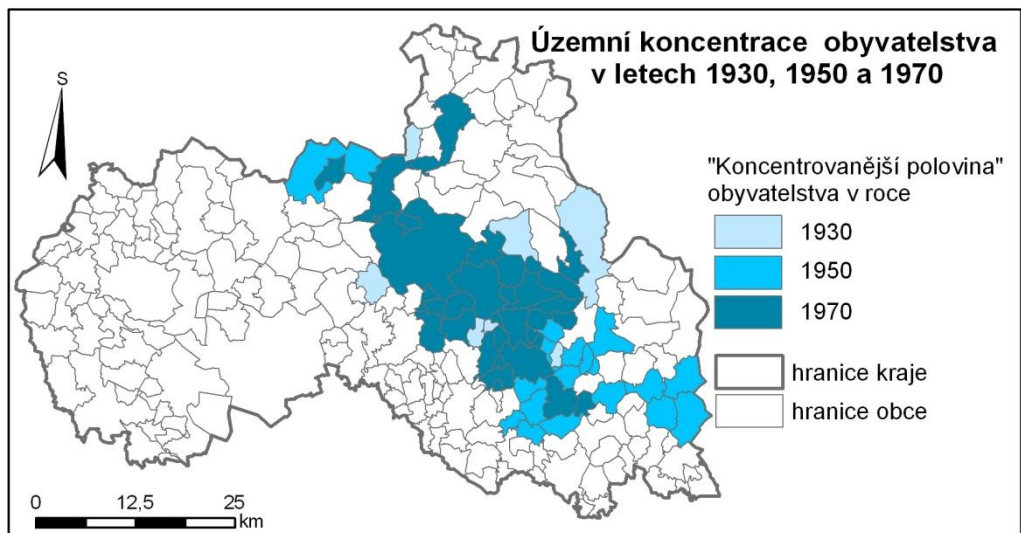 Územní koncentrace obyvatelstva
v letech 1930, 1950 a 1970
S
"Koncentrovanější polovina"
obyvatelstva v roce
1930
1950
1970
hranice kraje
hranice obce
0 12,5 25
km